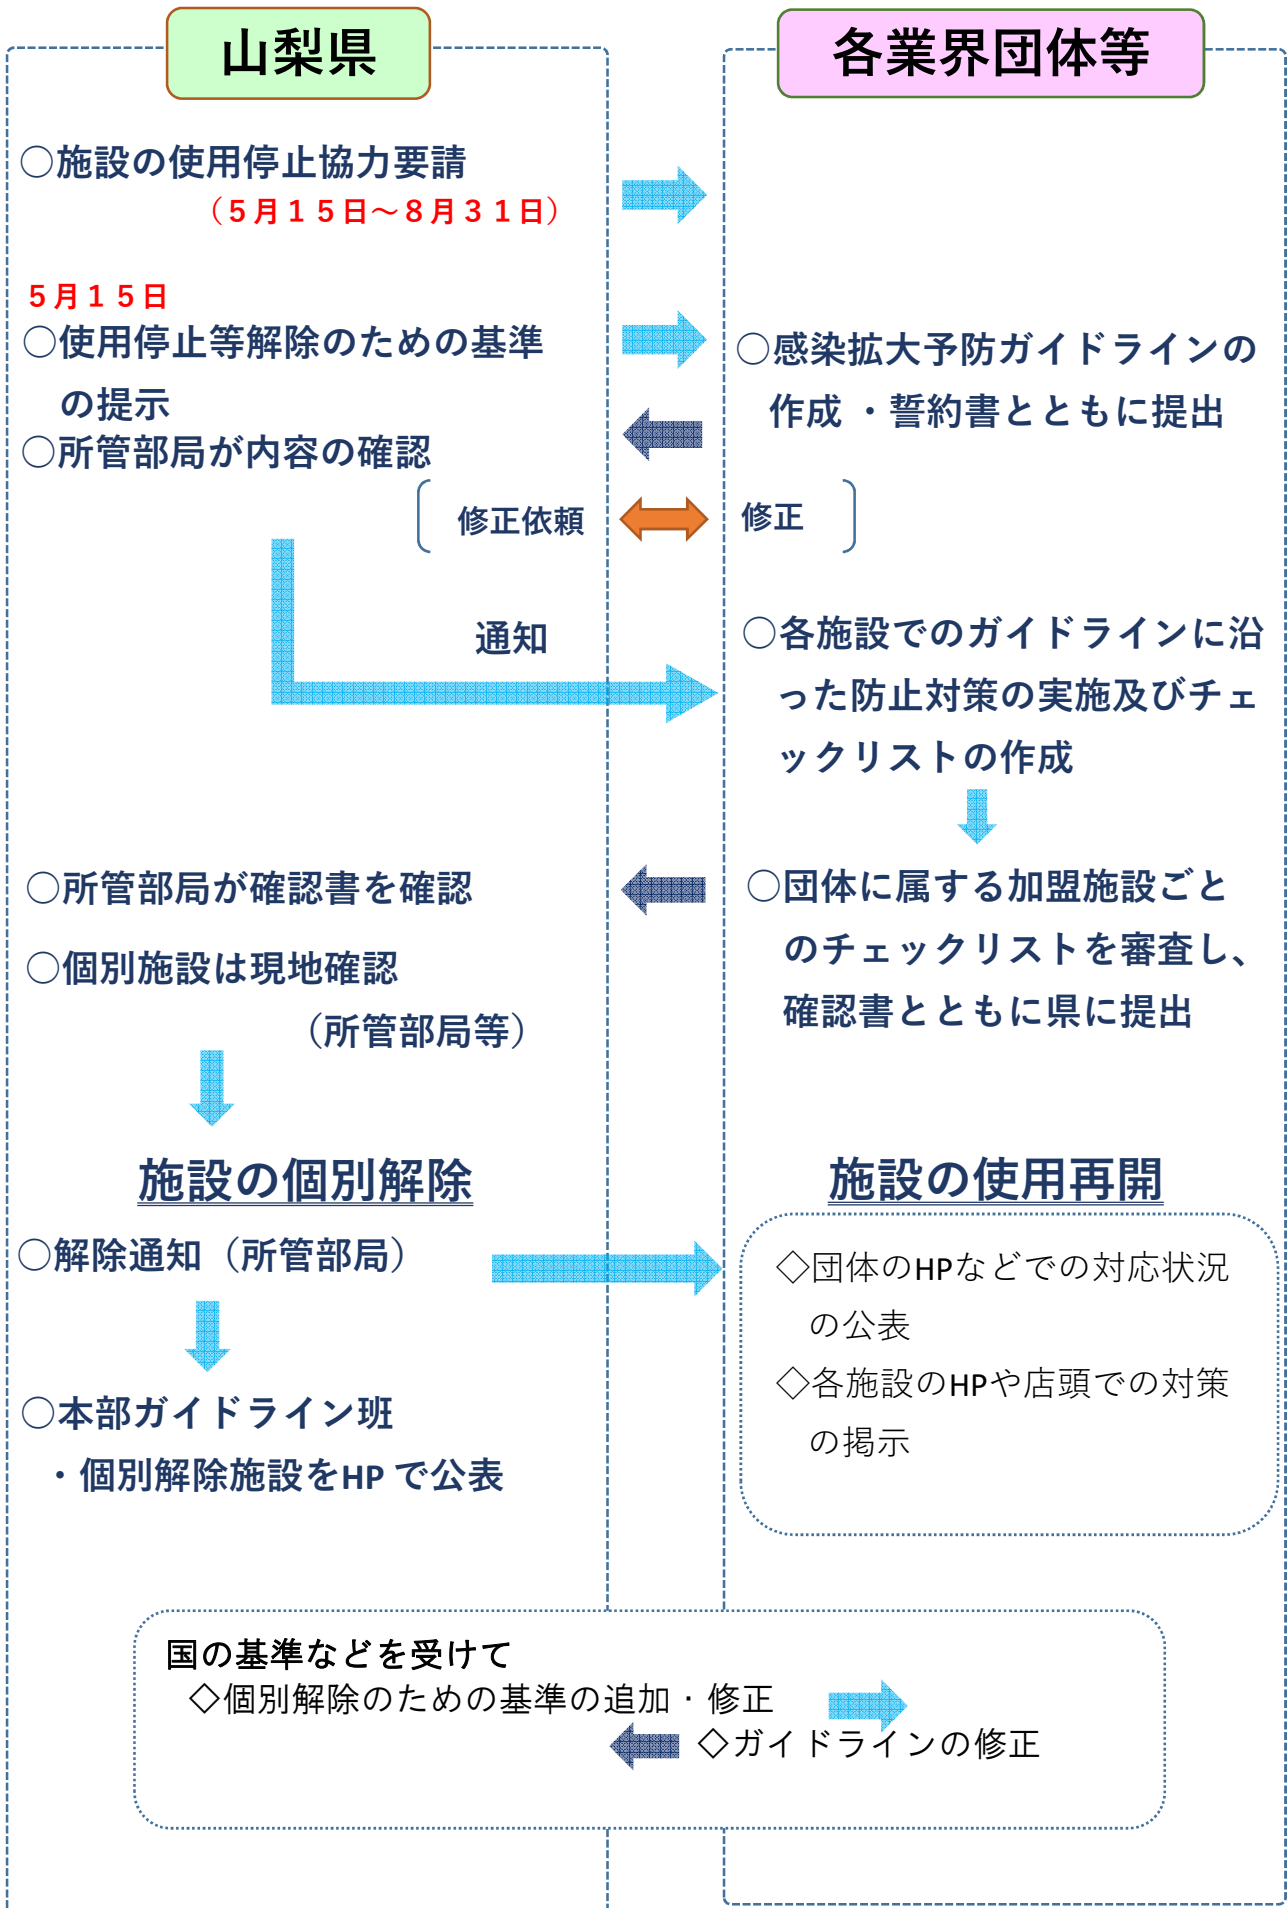 山梨県
各業界団体等
○施設の使用停止協力要請
（５月１５日～８月３１日）
５月１５日
○使用停止等解除のための基準
の提示
○感染拡大予防ガイドラインの
作成 ・誓約書とともに提出
○所管部局が内容の確認
修正依頼
修正
通知
○各施設でのガイドラインに沿
った防止対策の実施及びチェ
ックリストの作成
○所管部局が確認書を確認
○個別施設は現地確認
（所管部局等）
○団体に属する加盟施設ごと
のチェックリストを審査し、
確認書とともに県に提出
施設の個別解除
施設の使用再開
○解除通知（所管部局）
◇団体のHPなどでの対応状況
の公表
◇各施設のHPや店頭での対策
の掲示
○本部ガイドライン班
・個別解除施設をHP で公表
国の基準などを受けて
◇個別解除のための基準の追加・修正
◇ガイドラインの修正